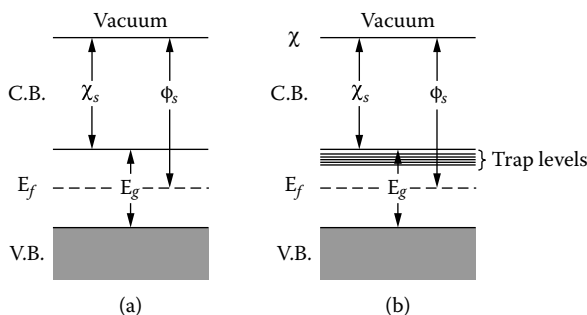 Vacuum
C.B.
χs
ϕs
Ef
Eg
V.B.
(a)
Vacuum
χ
C.B.
χs
ϕs
Trap levels
Ef
Eg
V.B.
(b)